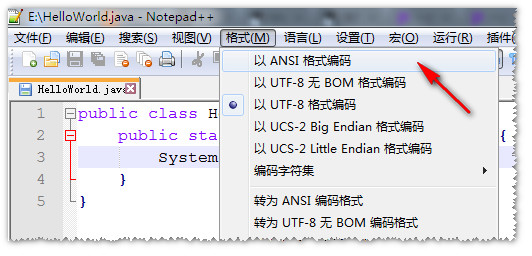 E:\HelloWorld.java - Notepad++
文件(F) 编辑(E) 搜索(S) 视图(V) 格式(M) 语言(L) 设置(T) 宏(O) 运行(R) 插件
HelloWorld.java
以 ANSI 格式编码
以 UTF-8 无 BOM 格式编码
以 UTF-8 格式编码
以 UCS-2 Big Endian 格式编码
以 UCS-2 Little Endian 格式编码
编码字符集
转为 ANSI 编码格式
转为 UTF-8 无 BOM 编码格式
1 public class H
2 public sta {
3 System
4 }
5 }